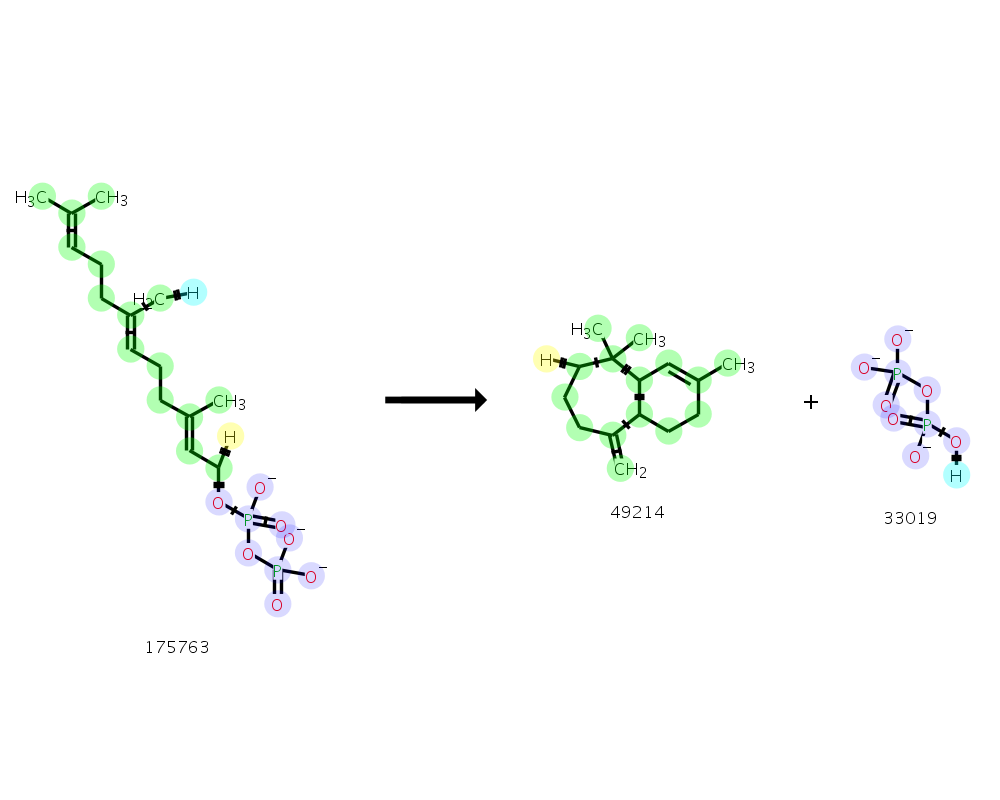 H3C CH3
H2C H
CH3
H
O
O−
P O
O−
O
P O−
O
175763
H3C CH3
H
CH3
CH2
49214
+
O−
O− P
O
O
O P O
O−
H
33019